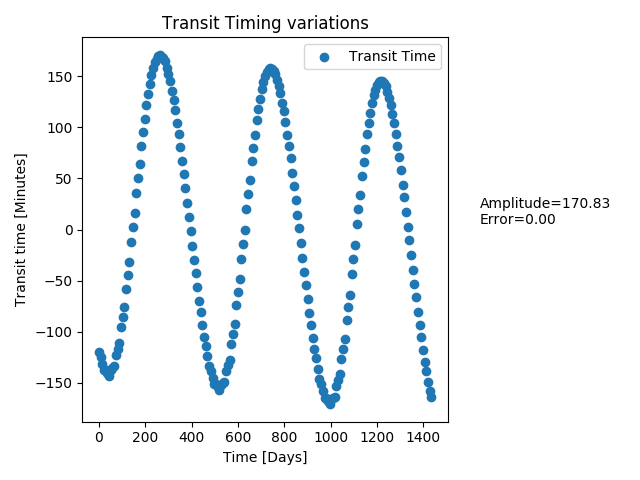 Transit Timing variations
Transit Time
Transit time [Minutes]
150
100
50
0
−50
−100
−150
0 200 400 600 800 1000 1200 1400
Time [Days]
Amplitude=170.83
Error=0.00